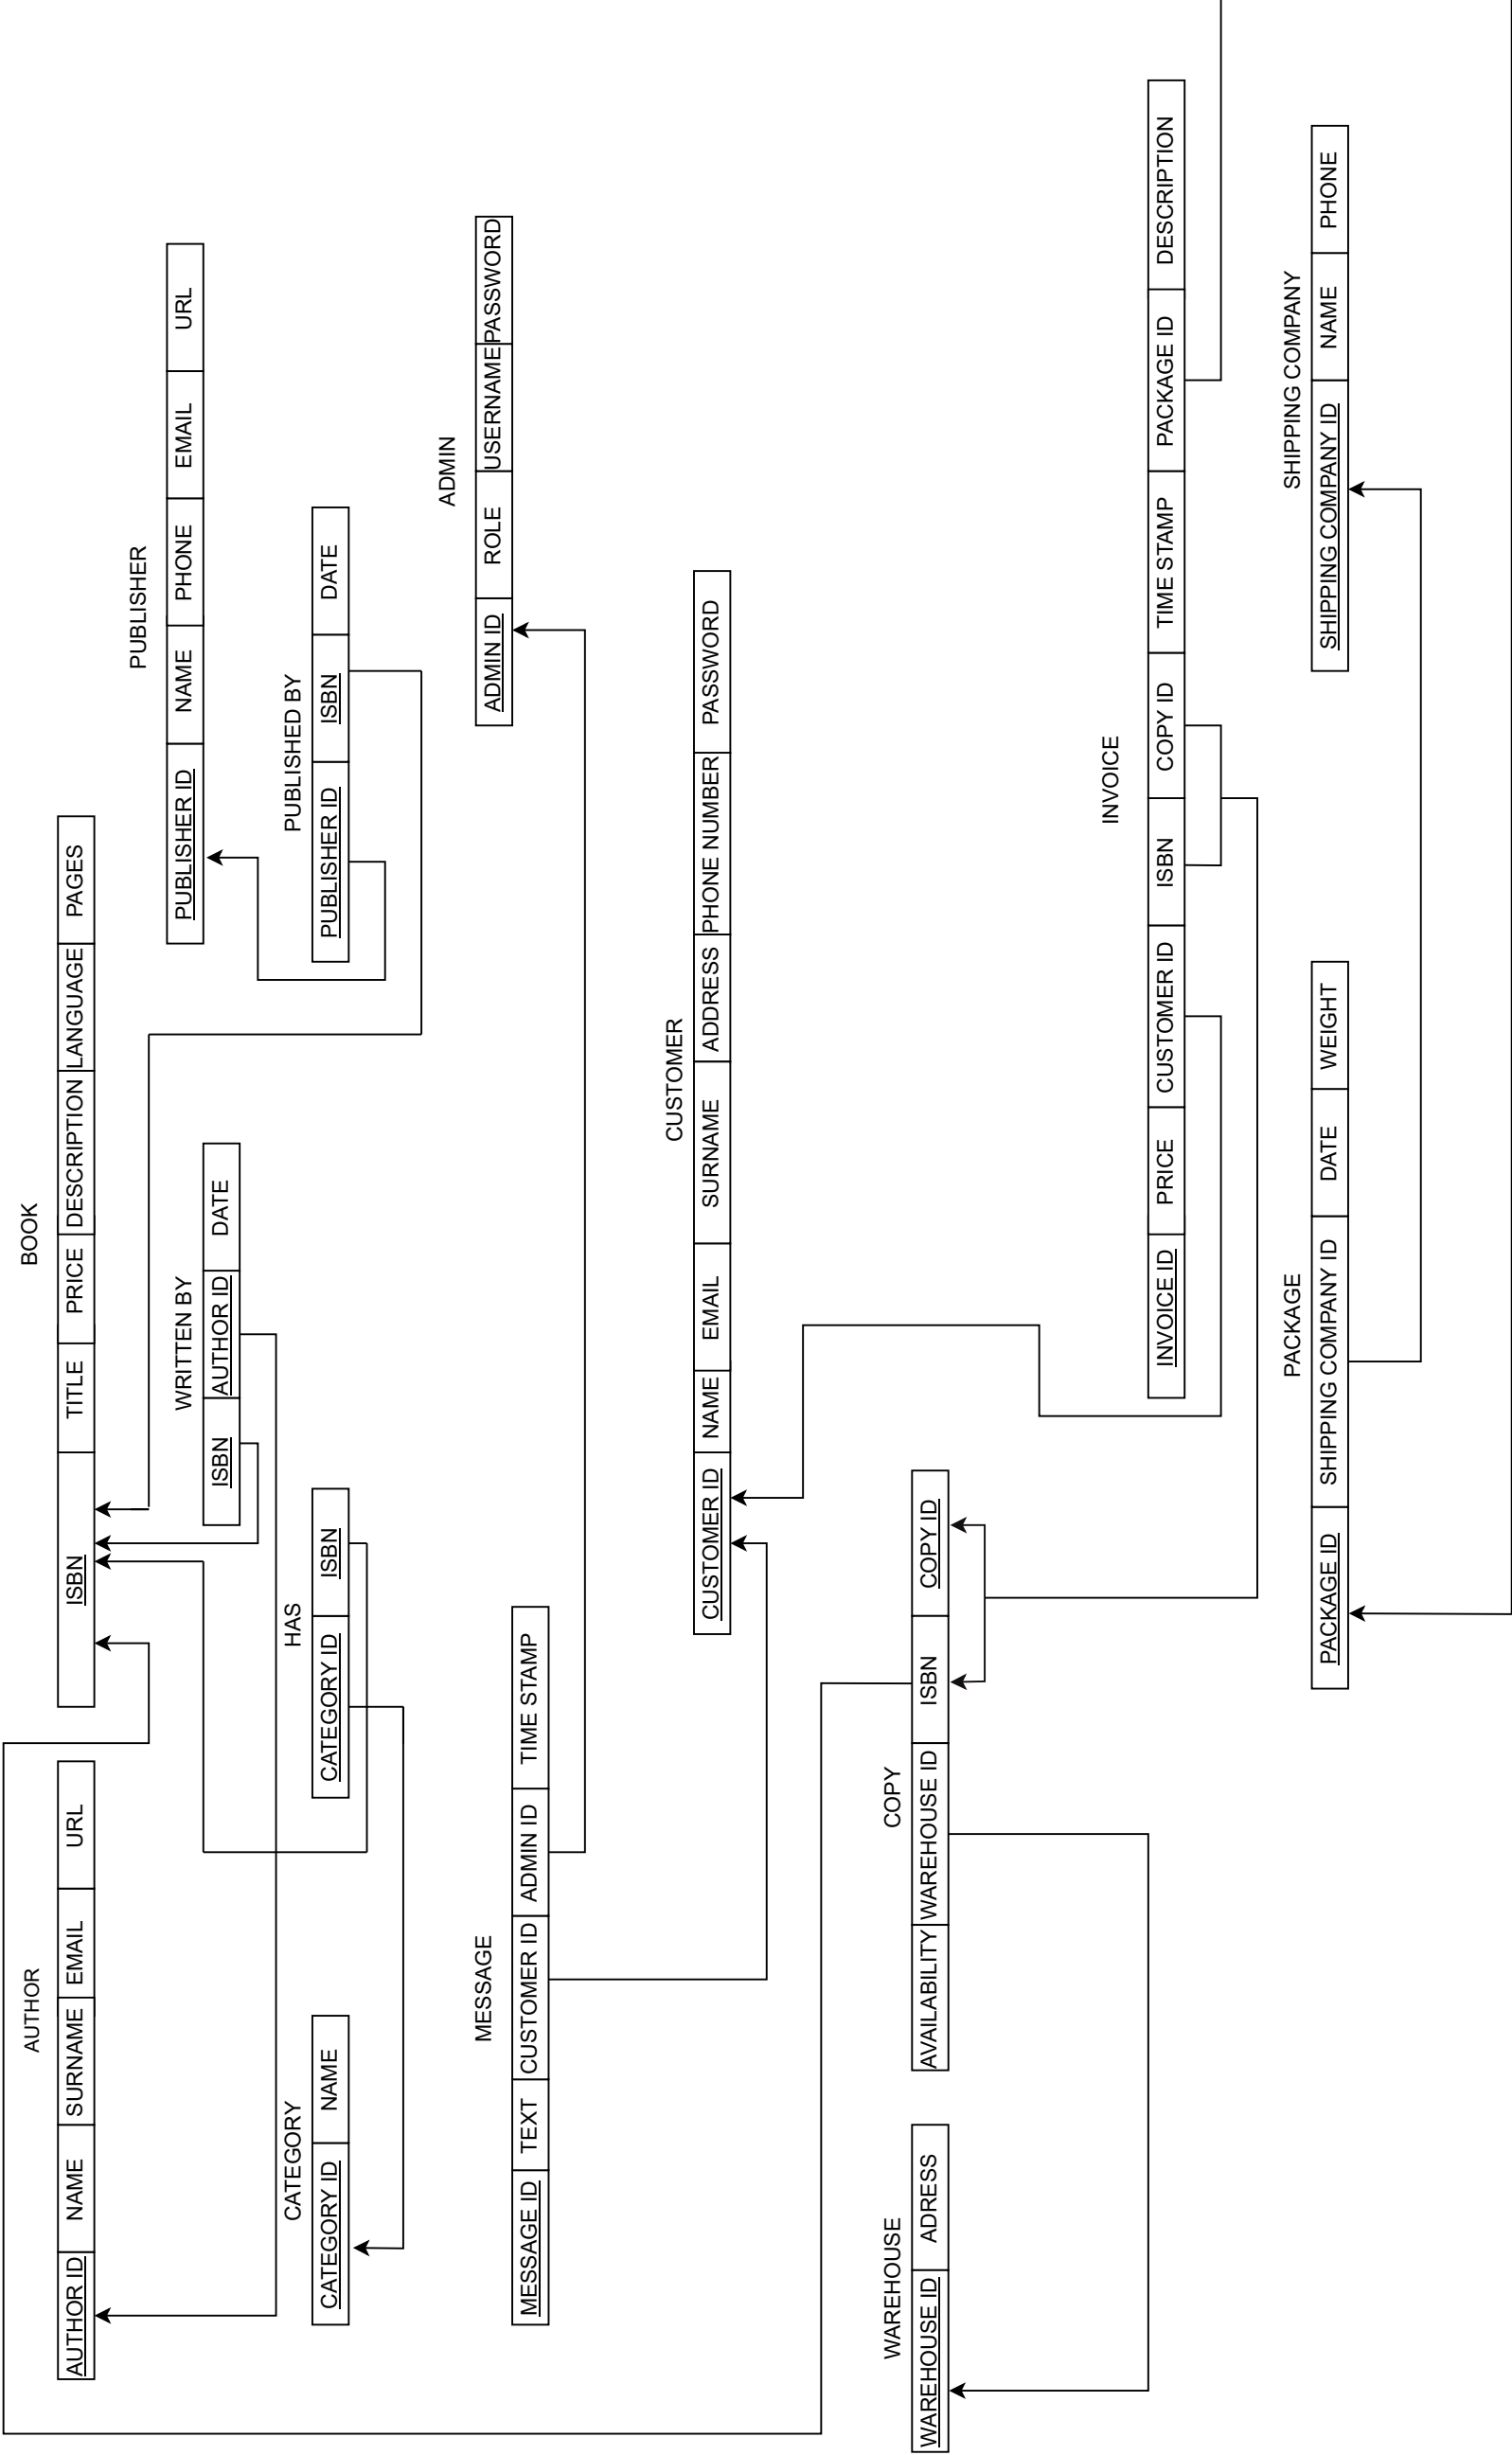 AUTHOR
AUTHOR ID NAME SURNAME EMAIL URL
BOOK
ISBN TITLE PRICE DESCRIPTION LANGUAGE PAGES
PUBLISHER
PUBLISHER ID NAME PHONE EMAIL URL
WRITTEN BY
ISBN AUTHOR ID DATE
CATEGORY
CATEGORY ID NAME
HAS
CATEGORY ID ISBN
PUBLISHED BY
PUBLISHER ID ISBN DATE
ADMIN
ADMIN ID ROLE USERNAME PASSWORD
MESSAGE
MESSAGE ID TEXT CUSTOMER ID ADMIN ID TIME STAMP
CUSTOMER
CUSTOMER ID NAME EMAIL SURNAME ADDRESS PHONE NUMBER PASSWORD
WAREHOUSE
WAREHOUSE ID ADRESS
COPY
AVAILABILITY WAREHOUSE ID ISBN COPY ID
INVOICE
INVOICE ID PRICE CUSTOMER ID ISBN COPY ID TIME STAMP PACKAGE ID DESCRIPTION
PACKAGE
PACKAGE ID SHIPPING COMPANY ID DATE WEIGHT
SHIPPING COMPANY
SHIPPING COMPANY ID NAME PHONE